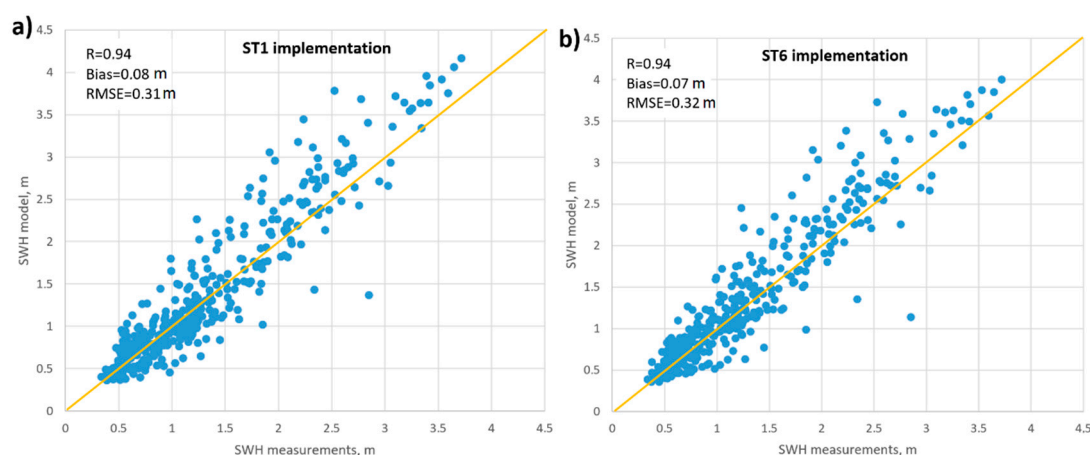 a)
ST1 implementation
R=0.94
Bias=0.08 m
RMSE=0.31 m
SWH model, m
4.5
4
3.5
3
2.5
2
1.5
1
0.5
0
0 0.5 1 1.5 2 2.5 3 3.5 4 4.5
SWH measurements, m
b)
ST6 implementation
R=0.94
Bias=0.07 m
RMSE=0.32 m
SWH model, m
4.5
4
3.5
3
2.5
2
1.5
1
0.5
0
0 0.5 1 1.5 2 2.5 3 3.5 4 4,5
SWH measurements, m